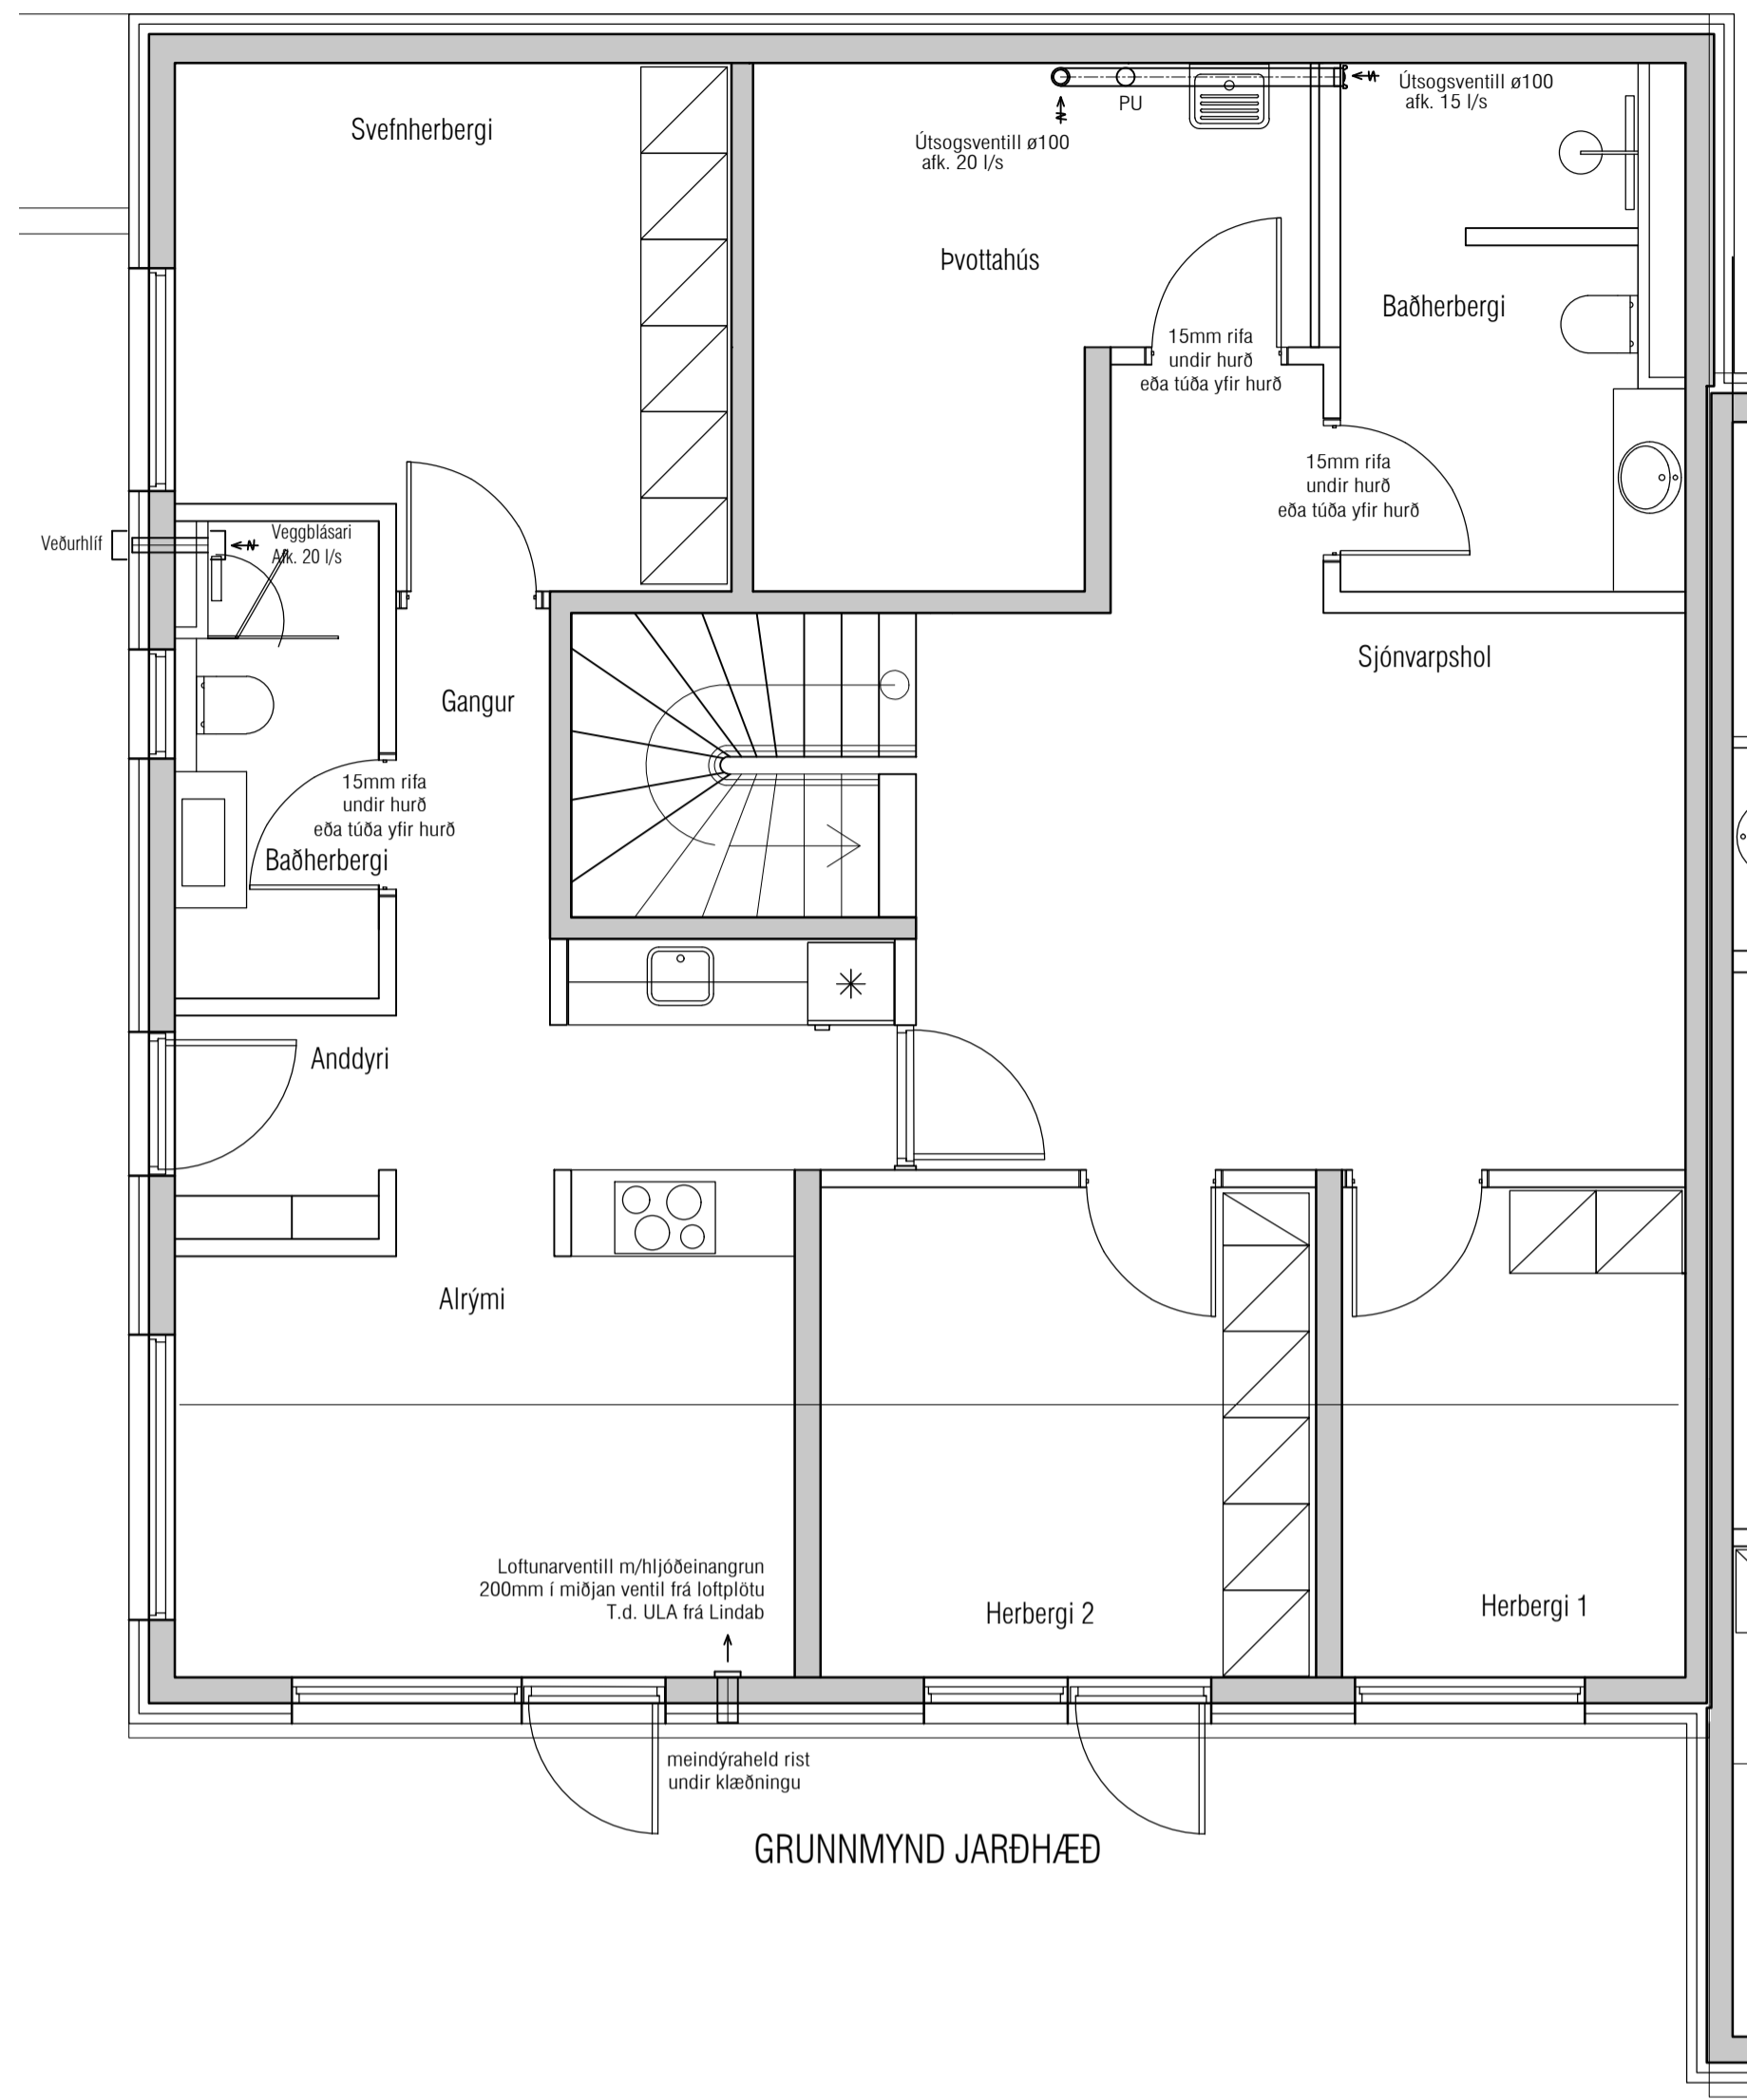 Svefnherbergi
PU
Útsogsventill ø100
afk. 15 l/s
Útsogsventill ø100
afk. 20 l/s
Þvottahús
Baðherbergi
15mm rifa
undir hurð
eða túða yfir hurð
15mm rifa
undir hurð
eða túða yfir hurð
Veðurhlíf
Veggblásari
Afk. 20 l/s
Sjónvarpshol
Gangur
15mm rifa
undir hurð
eða túða yfir hurð
Baðherbergi
Anddyri
Alrými
Loftunarventill m/hljóðeinangrun
200mm í miðjan ventil frá loftplötu
T.d. ULA frá Lindab
Herbergi 2
Herbergi 1
meindýraheld rist
undir klæðningu
GRUNNMYND JARÐHÆÐ